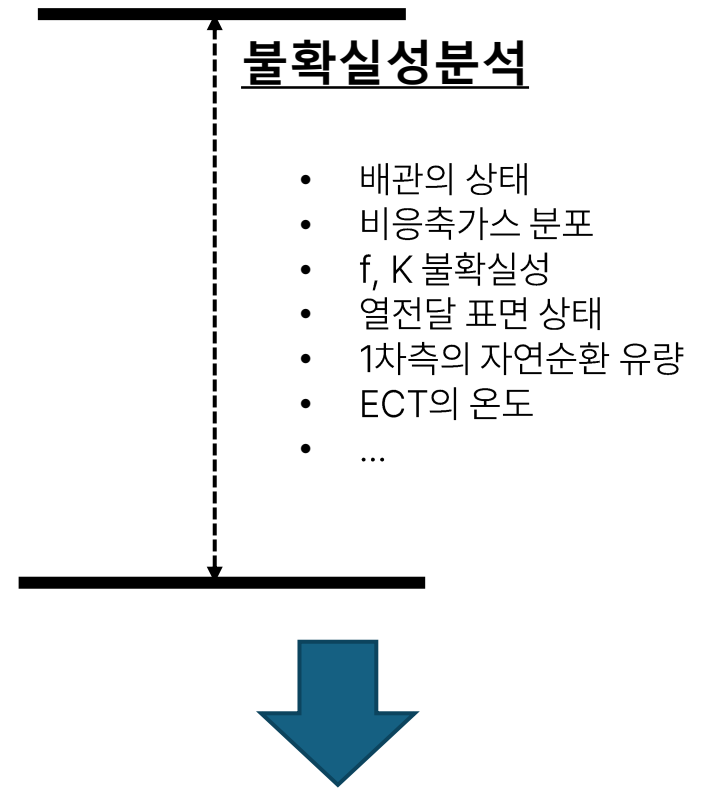 불확실성분석
• 배관의 상태
• 비응축가스 분포
• f, K 불확실성
• 열전달 표면 상태
• 1차측의 자연순환 유량
• ECT의 온도
• ...